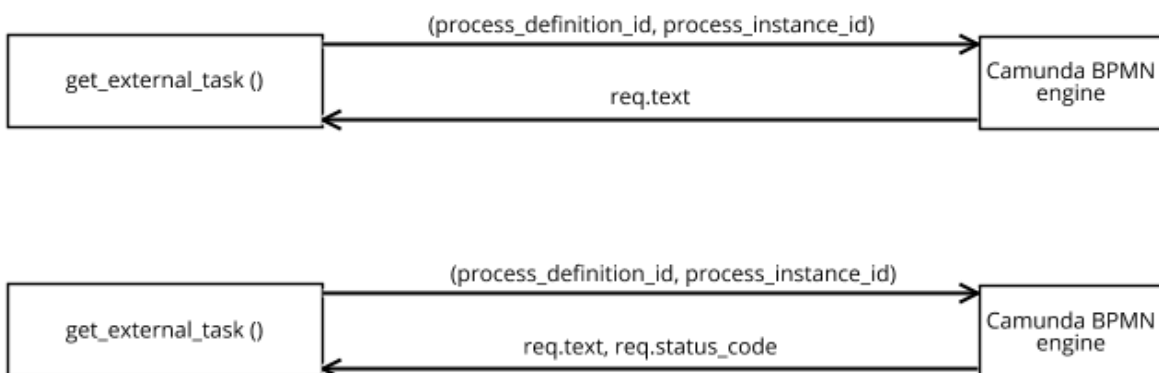 (process_definition_id, process_instance_id)
get_external_task ()
Camunda BPMN
engine
req.text
(process_definition_id, process_instance_id)
get_external_task ()
Camunda BPMN
engine
req.text, req.status_code